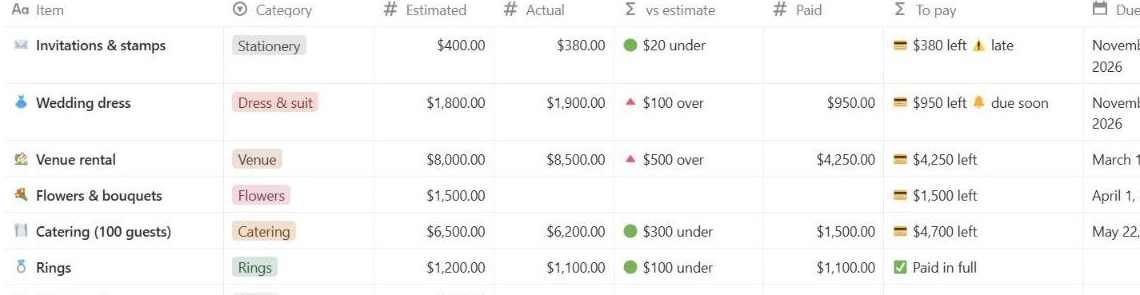 Aa Item Category # Estimated # Actual Σ vs estimate # Paid Σ To pay Due
Invitations & stamps Stationery $400.00 $380.00 $20 under $380 left late Novemb
2026
Wedding dress Dress & suit $1,800.00 $1,900.00 $100 over $950.00 $950 left due soon Novemb
2026
Venue rental Venue $8,000.00 $8,500.00 $500 over $4,250.00 $4,250 left March 1
Flowers & bouquets Flowers $1,500.00 $1,500 left April 1,
Catering (100 guests) Catering $6,500.00 $6,200.00 $300 under $1,500.00 $4,700 left May 22,
Rings Rings $1,200.00 $1,100.00 $100 under $1,100.00 Paid in full